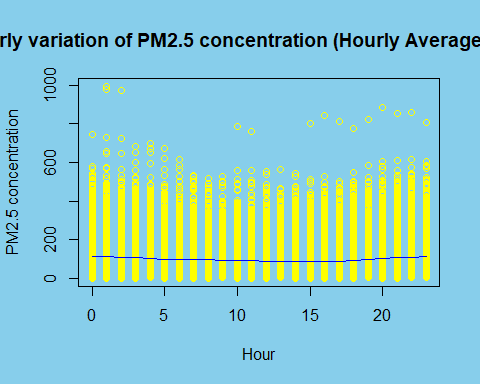 rly variation of PM2.5 concentration (Hourly Average
PM2.5 concentration
1000
600
200
0
0 5 10 15 20
Hour